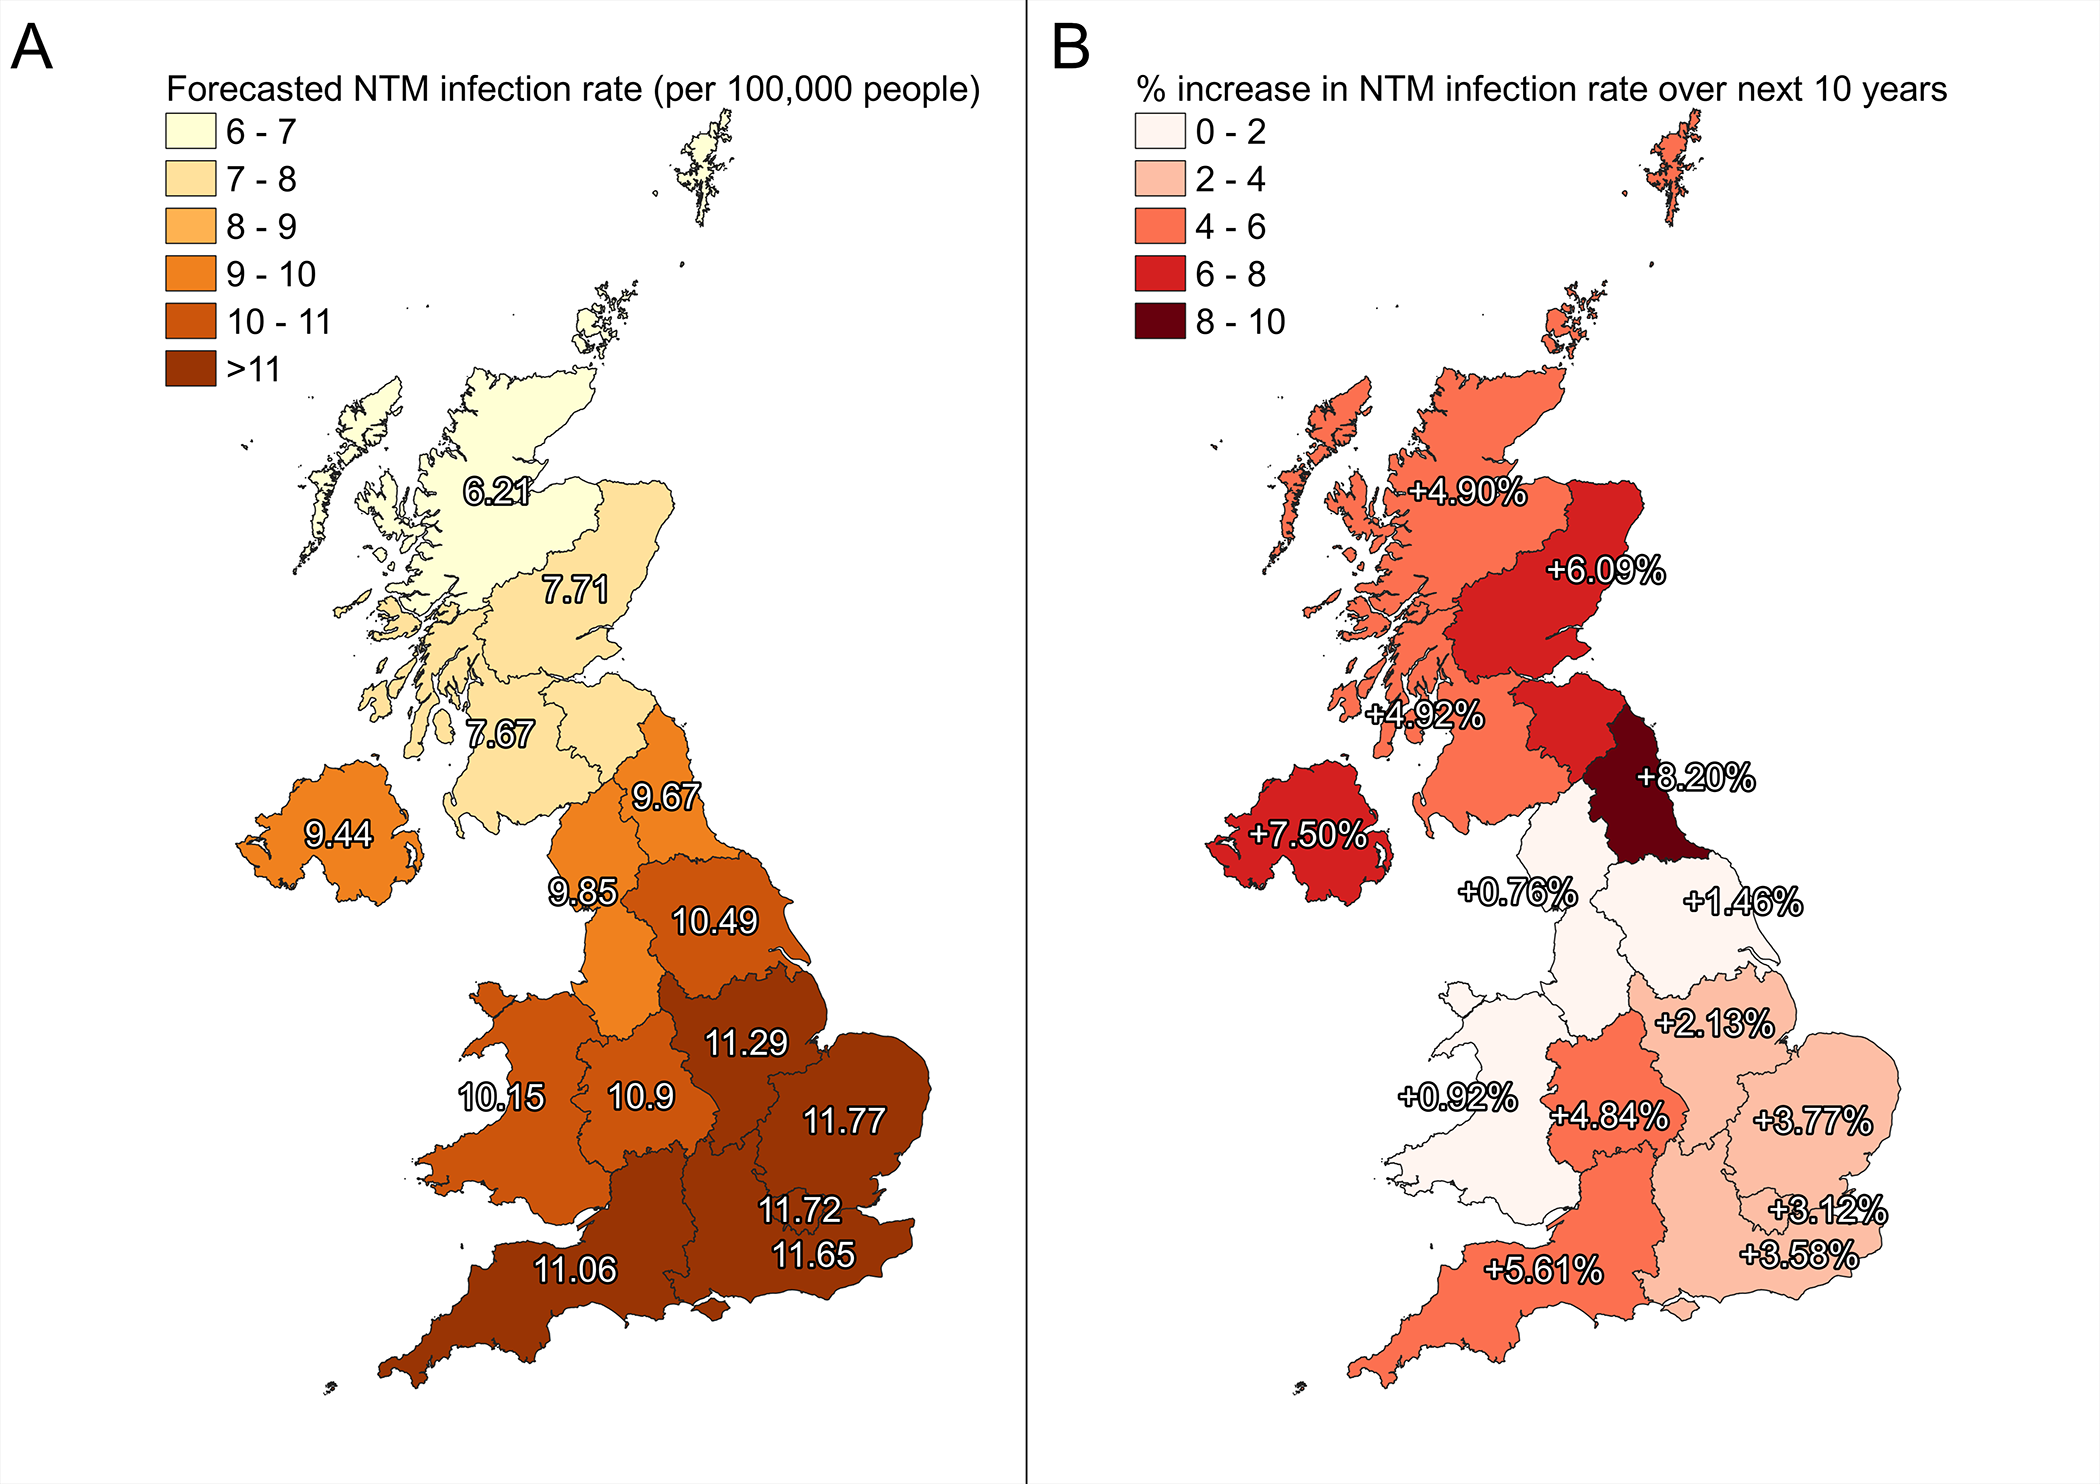 A
Forecasted NTM infection rate (per 100,000 people)
6 - 7
7 - 8
8 - 9
9 - 10
10 - 11
>11
6.21
7.71
7.67
9.67
9.44
9.85
10.49
11.29
10.15
10.9
11.77
11.72
11.65
11.06
B
% increase in NTM infection rate over next 10 years
0 - 2
2 - 4
4 - 6
6 - 8
8 - 10
+4.90%
+6.09%
+4.92%
+8.20%
+7.50%
+0.76%
+1.46%
+2.13%
+0.92%
+4.84%
+3.77%
+3.12%
+3.58%
+5.61%